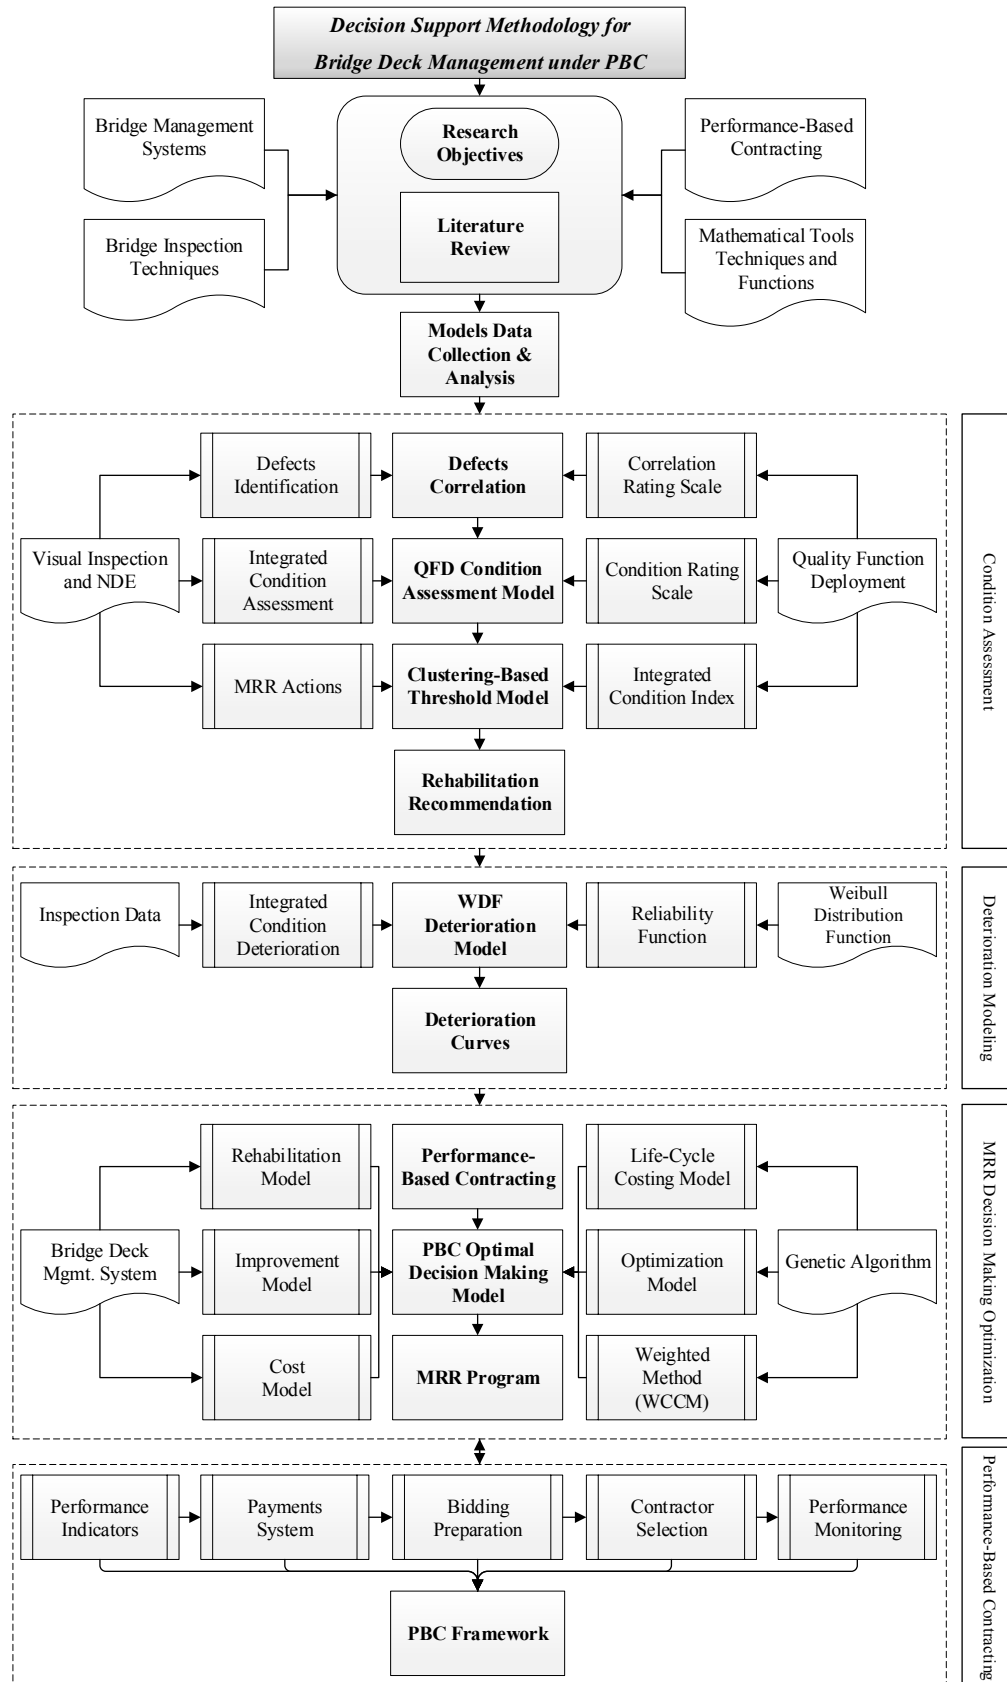 Decision Support Methodology for
Bridge Deck Management under PBC
Bridge Management
Systems
Research
Objectives
Performance-Based
Contracting
Bridge Inspection
Techniques
Literature
Review
Mathematical Tools
Techniques and
Functions
Models Data
Collection &
Analysis
Defects
Identification
Defects
Correlation
Correlation
Rating Scale
Visual Inspection
and NDE
Integrated
Condition
Assessment
QFD Condition
Assessment Model
Condition Rating
Scale
Quality Function
Deployment
MRR Actions
Clustering-Based
Threshold Model
Integrated
Condition Index
Rehabilitation
Recommendation
Condition Assessment
Inspection Data
Integrated
Condition
Deterioration
WDF
Deterioration
Model
Reliability
Function
Weibull
Distribution
Function
Deterioration
Curves
Deterioration Modeling
Rehabilitation
Model
Performance-
Based Contracting
Life-Cycle
Costing Model
Bridge Deck
Mgmt. System
Improvement
Model
PBC Optimal
Decision Making
Model
Optimization
Model
Genetic Algorithm
Cost
Model
MRR Program
Weighted
Method
(WCCM)
MRR Decision Making Optimization
Performance
Indicators
Payments
System
Bidding
Preparation
Contractor
Selection
Performance
Monitoring
PBC Framework
Performance-Based Contracting